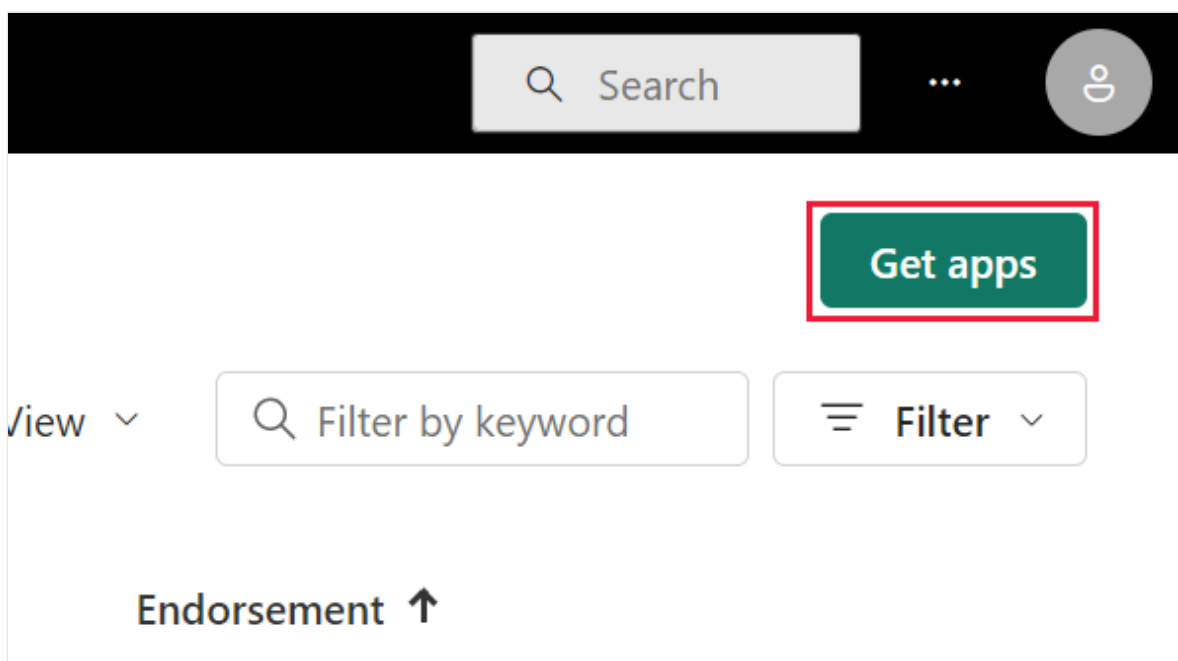 Search
Get apps
View
Filter by keyword
Filter
Endorsement ↑